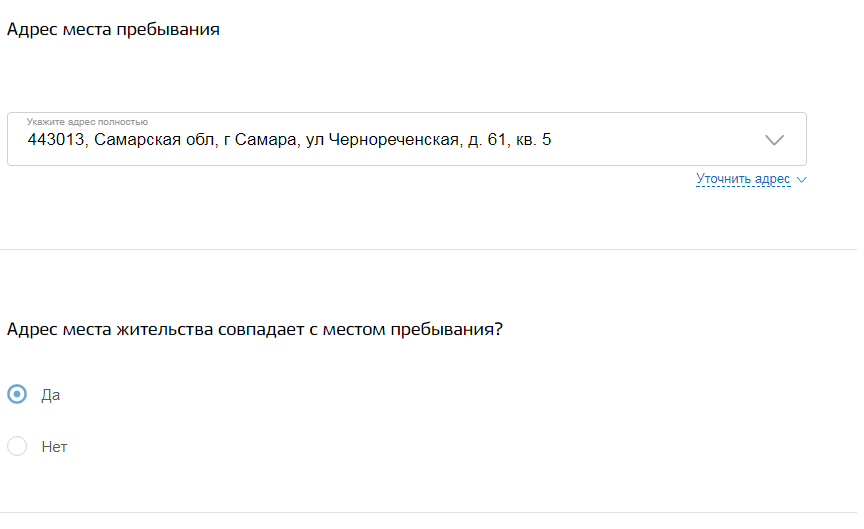 Адрес места пребывания
Укажите адрес полностью
443013, Самарская обл, г Самара, ул Чернореченская, д. 61, кв. 5
Уточнить адрес
Адрес места жительства совпадает с местом пребывания?
Да
Нет